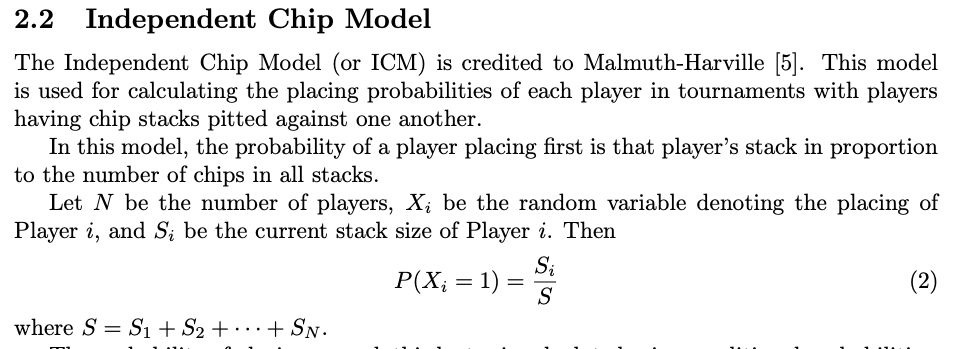 2.2 Independent Chip Model
The Independent Chip Model (or ICM) is credited to Malmuth-Harville [5]. This model
is used for calculating the placing probabilities of each player in tournaments with players
having chip stacks pitted against one another.
In this model, the probability of a player placing first is that player's stack in proportion
to the number of chips in all stacks.
Let N be the number of players, X_i be the random variable denoting the placing of
Player i, and S_i be the current stack size of Player i. Then
P(X_i = 1) = S_i / S (2)
where S = S_1 + S_2 + ⋯ + S_N.